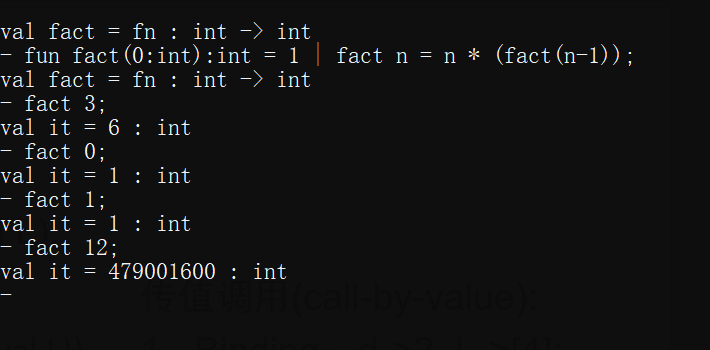 val fact = fn : int -> int
- fun fact(0:int):int = 1 | fact n = n * (fact(n-1));
val fact = fn : int -> int
- fact 3;
val it = 6 : int
- fact 0;
val it = 1 : int
- fact 1;
val it = 1 : int
- fact 12;
val it = 479001600 : int
-
传值调用(call-by-value):